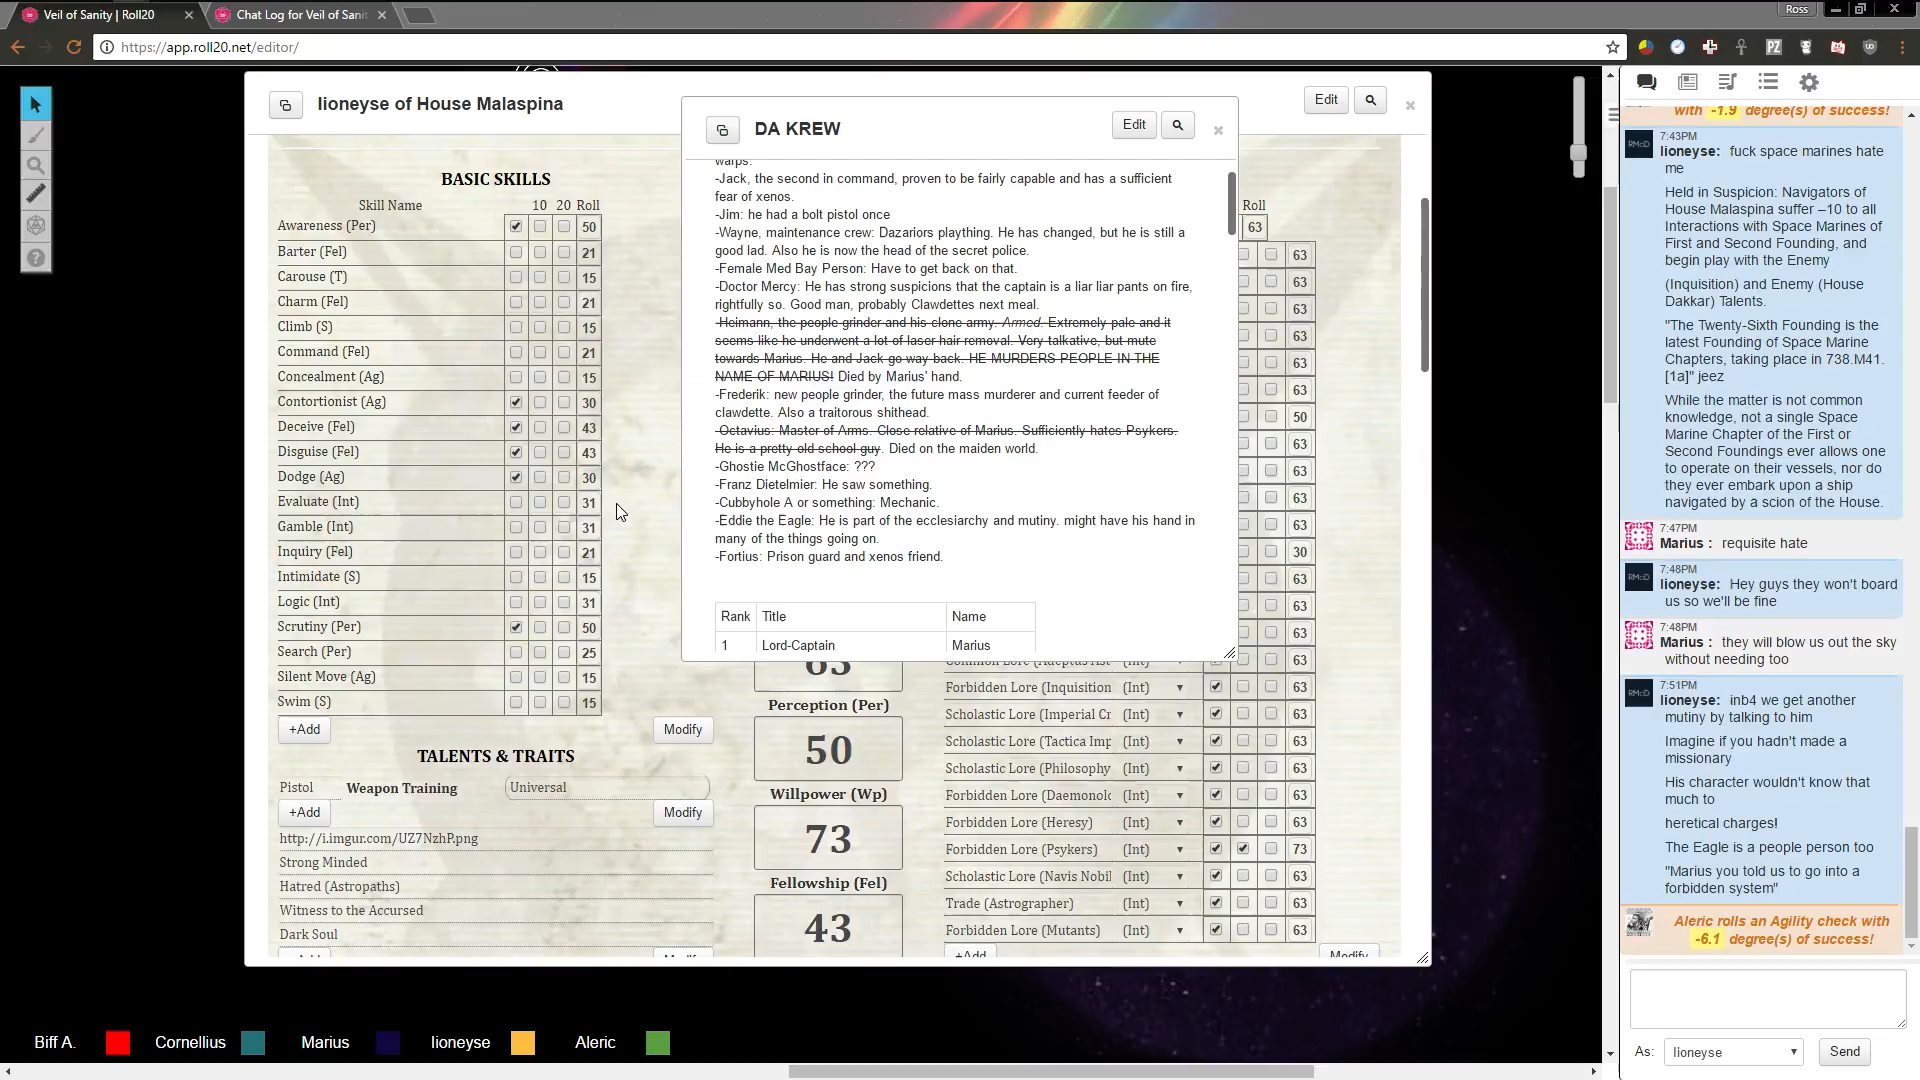 Veil of Sanity | Roll20
Chat Log for Veil of Sanit
Ross
https://app.roll20.net/editor/
lioneyse of House Malaspina
Edit
BASIC SKILLS
Skill Name 10 20 Roll
Awareness (Per) 50
Barter (Fel) 21
Carouse (T) 15
Charm (Fel) 21
Climb (S) 15
Command (Fel) 21
Concealment (Ag) 15
Contortionist (Ag) 30
Deceive (Fel) 43
Disguise (Fel) 43
Dodge (Ag) 30
Evaluate (Int) 31
Gamble (Int) 31
Inquiry (Fel) 21
Intimidate (S) 15
Logic (Int) 31
Scrutiny (Per) 50
Search (Per) 25
Silent Move (Ag) 15
Swim (S) 15
+Add Modify
TALENTS & TRAITS
Pistol Weapon Training Universal
+Add Modify
http://i.imgur.com/UZ7NzhP.png
Strong Minded
Hatred (Astropaths)
Witness to the Accursed
Dark Soul
DA KREW
Edit
warps.
-Jack, the second in command, proven to be fairly capable and has a sufficient
fear of xenos.
-Jim: he had a bolt pistol once
-Wayne, maintenance crew: Dazariors plaything. He has changed, but he is still a
good lad. Also he is now the head of the secret police.
-Female Med Bay Person: Have to get back on that.
-Doctor Mercy: He has strong suspicions that the captain is a liar liar pants on fire,
rightfully so. Good man, probably Clawdettes next meal.
-Heimann, the people grinder and his clone army. Armed. Extremely pale and it
seems like he underwent a lot of laser hair removal. Very talkative, but mute
towards Marius. He and Jack go way back. HE MURDERS PEOPLE IN THE
NAME OF MARIUS! Died by Marius' hand.
-Frederik: new people grinder, the future mass murderer and current feeder of
clawdette. Also a traitorous shithead.
-Octavius: Master of Arms. Close relative of Marius. Sufficiently hates Psykers.
He is a pretty old school guy. Died on the maiden world.
-Ghostie McGhostface: ???
-Franz Dietelmier: He saw something.
-Cubbyhole A or something: Mechanic.
-Eddie the Eagle: He is part of the ecclesiarchy and mutiny. might have his hand in
many of the things going on.
-Fortius: Prison guard and xenos friend.
Rank Title Name
1 Lord-Captain Marius
63
Perception (Per)
50
Willpower (Wp)
73
Fellowship (Fel)
43
Roll
63
63
63
63
63
63
63
50
63
63
63
63
30
63
63
63
63
Forbidden Lore (Inquisition (Int) 63
Scholastic Lore (Imperial Cr (Int) 63
Scholastic Lore (Tactica Imp (Int) 63
Scholastic Lore (Philosophy (Int) 63
Forbidden Lore (Daemonolo (Int) 63
Forbidden Lore (Heresy) (Int) 63
Forbidden Lore (Psykers) (Int) 73
Scholastic Lore (Navis Nobil (Int) 63
Trade (Astrographer) (Int) 63
Forbidden Lore (Mutants) (Int) 63
+Add Modify
Biff A. Cornellius Marius lioneyse Aleric
with -1.9 degree(s) of success!
7:43PM
lioneyse: fuck space marines hate
me
Held in Suspicion: Navigators of
House Malaspina suffer –10 to all
Interactions with Space Marines of
First and Second Founding, and
begin play with the Enemy
(Inquisition) and Enemy (House
Dakkar) Talents.
"The Twenty-Sixth Founding is the
latest Founding of Space Marine
Chapters, taking place in 738.M41.
[1a]" jeez
While the matter is not common
knowledge, not a single Space
Marine Chapter of the First or
Second Foundings ever allows one
to operate on their vessels, nor do
they ever embark upon a ship
navigated by a scion of the House.
7:47PM
Marius : requisite hate
7:48PM
lioneyse: Hey guys they won't board
us so we'll be fine
7:48PM
Marius : they will blow us out the sky
without needing too
7:51PM
lioneyse: inb4 we get another
mutiny by talking to him
Imagine if you hadn't made a
missionary
His character wouldn't know that
much to
heretical charges!
The Eagle is a people person too
"Marius you told us to go into a
forbidden system"
Aleric rolls an Agility check with
-6.1 degree(s) of success!
As: lioneyse Send